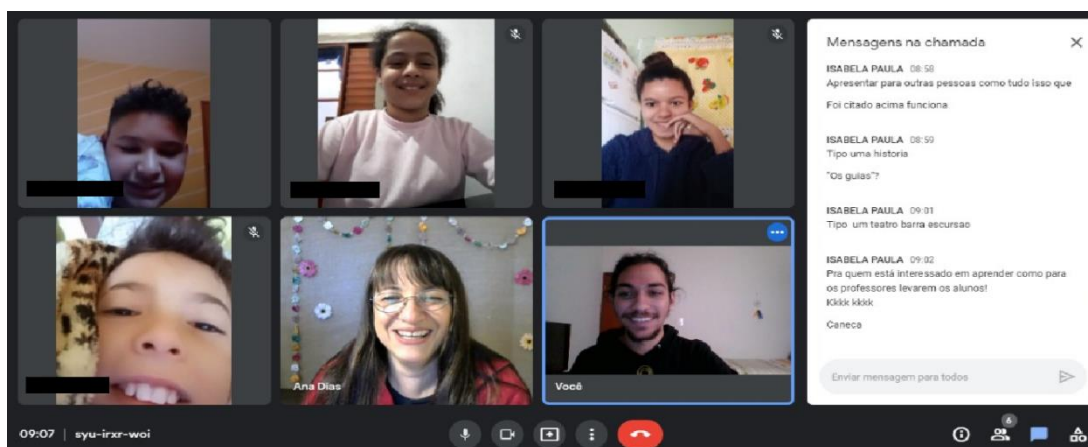 Ana Dias
Você
Mensagens na chamada
ISABELA PAULA 08:58
Apresentar para outras pessoas como tudo isso que
Foi citado acima funciona
ISABELA PAULA 08:59
Tipo uma historia
"Os guias"?
ISABELA PAULA 09:01
Tipo um teatro barra escursao
ISABELA PAULA 09:02
Pra quem está interessado em aprender como para
os professores levarem os alunos!
Kkkk kkkk
Caneca
Enviar mensagem para todos
09:07 | syu-irxr-woi
6